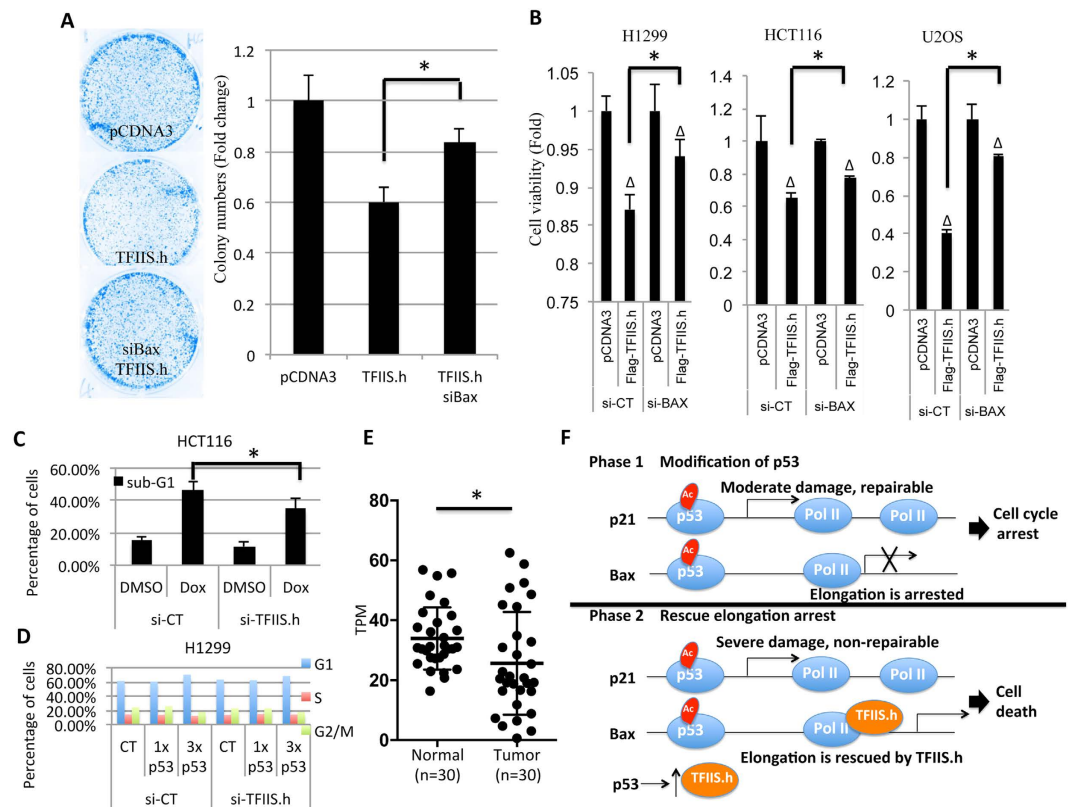 A
pCDNA3
TFIIS.h
siBax
TFIIS.h
Colony numbers (Fold change)
1.2
1
0.8
0.6
0.4
0.2
0
*
pCDNA3
TFIIS.h
TFIIS.h
siBax
B
Cell viability (Fold)
H1299
*
1.05
1
0.95
0.9
0.85
0.8
0.75
Δ
Δ
pCDNA3
Flag-TFIIS.h
pCDNA3
Flag-TFIIS.h
si-CT
si-BAX
HCT116
*
1.4
1.2
1
0.8
0.6
0.4
0.2
0
Δ
Δ
pCDNA3
Flag-TFIIS.h
pCDNA3
Flag-TFIIS.h
si-CT
si-BAX
U2OS
*
1.2
1
0.8
0.6
0.4
0.2
0
Δ
Δ
pCDNA3
Flag-TFIIS.h
pCDNA3
Flag-TFIIS.h
si-CT
si-BAX
C
HCT116
*
Percentage of cells
60.00%
40.00%
20.00%
0.00%
sub-G1
DMSO
Dox
DMSO
Dox
si-CT
si-TFIIS.h
D
H1299
Percentage of cells
80.00%
60.00%
40.00%
20.00%
0.00%
G1
S
G2/M
CT
1x
p53
3x
p53
CT
1x
p53
3x
p53
si-CT
si-TFIIS.h
E
*
TPM
80
60
40
20
0
Normal
(n=30)
Tumor
(n=30)
F
Phase 1 Modification of p53
Moderate damage, repairable
p21
Ac
p53
Pol II
Pol II
Cell cycle
arrest
Bax
Ac
p53
Pol II
Elongation is arrested
Phase 2 Rescue elongation arrest
Severe damage, non-repairable
p21
Ac
p53
Pol II
Pol II
Cell
death
Bax
Ac
p53
Pol II
TFIIS.h
Elongation is rescued by TFIIS.h
p53
TFIIS.h